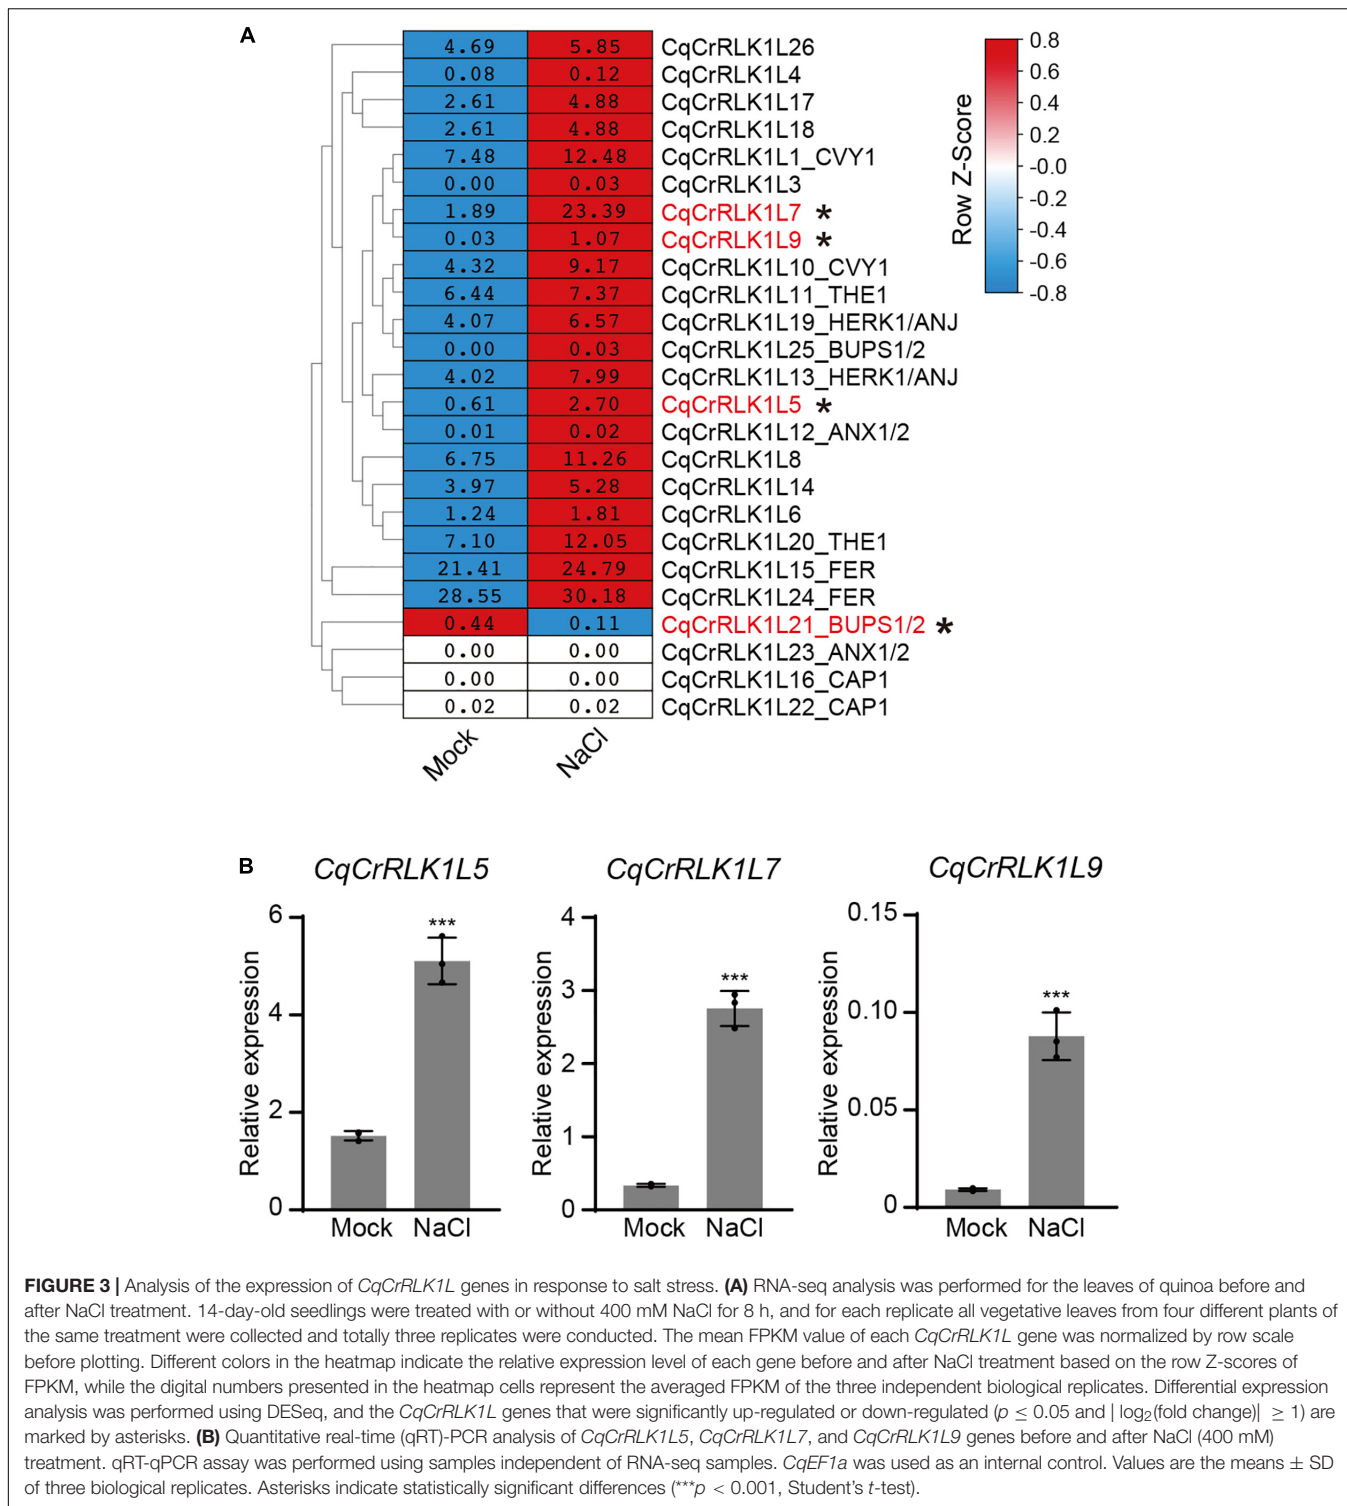 A
4.69 5.85 CqCrRLK1L26
0.08 0.12 CqCrRLK1L4
2.61 4.88 CqCrRLK1L17
2.61 4.88 CqCrRLK1L18
7.48 12.48 CqCrRLK1L1_CVY1
0.00 0.03 CqCrRLK1L3
1.89 23.39 CqCrRLK1L7 *
0.03 1.07 CqCrRLK1L9 *
4.32 9.17 CqCrRLK1L10_CVY1
6.44 7.37 CqCrRLK1L11_THE1
4.07 6.57 CqCrRLK1L19_HERK1/ANJ
0.00 0.03 CqCrRLK1L25_BUPS1/2
4.02 7.99 CqCrRLK1L13_HERK1/ANJ
0.61 2.70 CqCrRLK1L5 *
0.01 0.02 CqCrRLK1L12_ANX1/2
6.75 11.26 CqCrRLK1L8
3.97 5.28 CqCrRLK1L14
1.24 1.81 CqCrRLK1L6
7.10 12.05 CqCrRLK1L20_THE1
21.41 24.79 CqCrRLK1L15_FER
28.55 30.18 CqCrRLK1L24_FER
0.44 0.11 CqCrRLK1L21_BUPS1/2 *
0.00 0.00 CqCrRLK1L23_ANX1/2
0.00 0.00 CqCrRLK1L16_CAP1
0.02 0.02 CqCrRLK1L22_CAP1
Mock NaCl
Row Z-Score
0.8
0.6
0.4
0.2
-0.0
-0.2
-0.4
-0.6
-0.8
B
CqCrRLK1L5
Relative expression
6
4
2
0
***
Mock NaCl
CqCrRLK1L7
Relative expression
4
3
2
1
0
***
Mock NaCl
CqCrRLK1L9
Relative expression
0.15
0.10
0.05
0
***
Mock NaCl
FIGURE 3 | Analysis of the expression of CqCrRLK1L genes in response to salt stress. (A) RNA-seq analysis was performed for the leaves of quinoa before and
after NaCl treatment. 14-day-old seedlings were treated with or without 400 mM NaCl for 8 h, and for each replicate all vegetative leaves from four different plants of
the same treatment were collected and totally three replicates were conducted. The mean FPKM value of each CqCrRLK1L gene was normalized by row scale
before plotting. Different colors in the heatmap indicate the relative expression level of each gene before and after NaCl treatment based on the row Z-scores of
FPKM, while the digital numbers presented in the heatmap cells represent the averaged FPKM of the three independent biological replicates. Differential expression
analysis was performed using DESeq, and the CqCrRLK1L genes that were significantly up-regulated or down-regulated (p ≤ 0.05 and | log₂(fold change)| ≥ 1) are
marked by asterisks. (B) Quantitative real-time (qRT)-PCR analysis of CqCrRLK1L5, CqCrRLK1L7, and CqCrRLK1L9 genes before and after NaCl (400 mM)
treatment. qRT-qPCR assay was performed using samples independent of RNA-seq samples. CqEF1a was used as an internal control. Values are the means ± SD
of three biological replicates. Asterisks indicate statistically significant differences (***p < 0.001, Student's t-test).